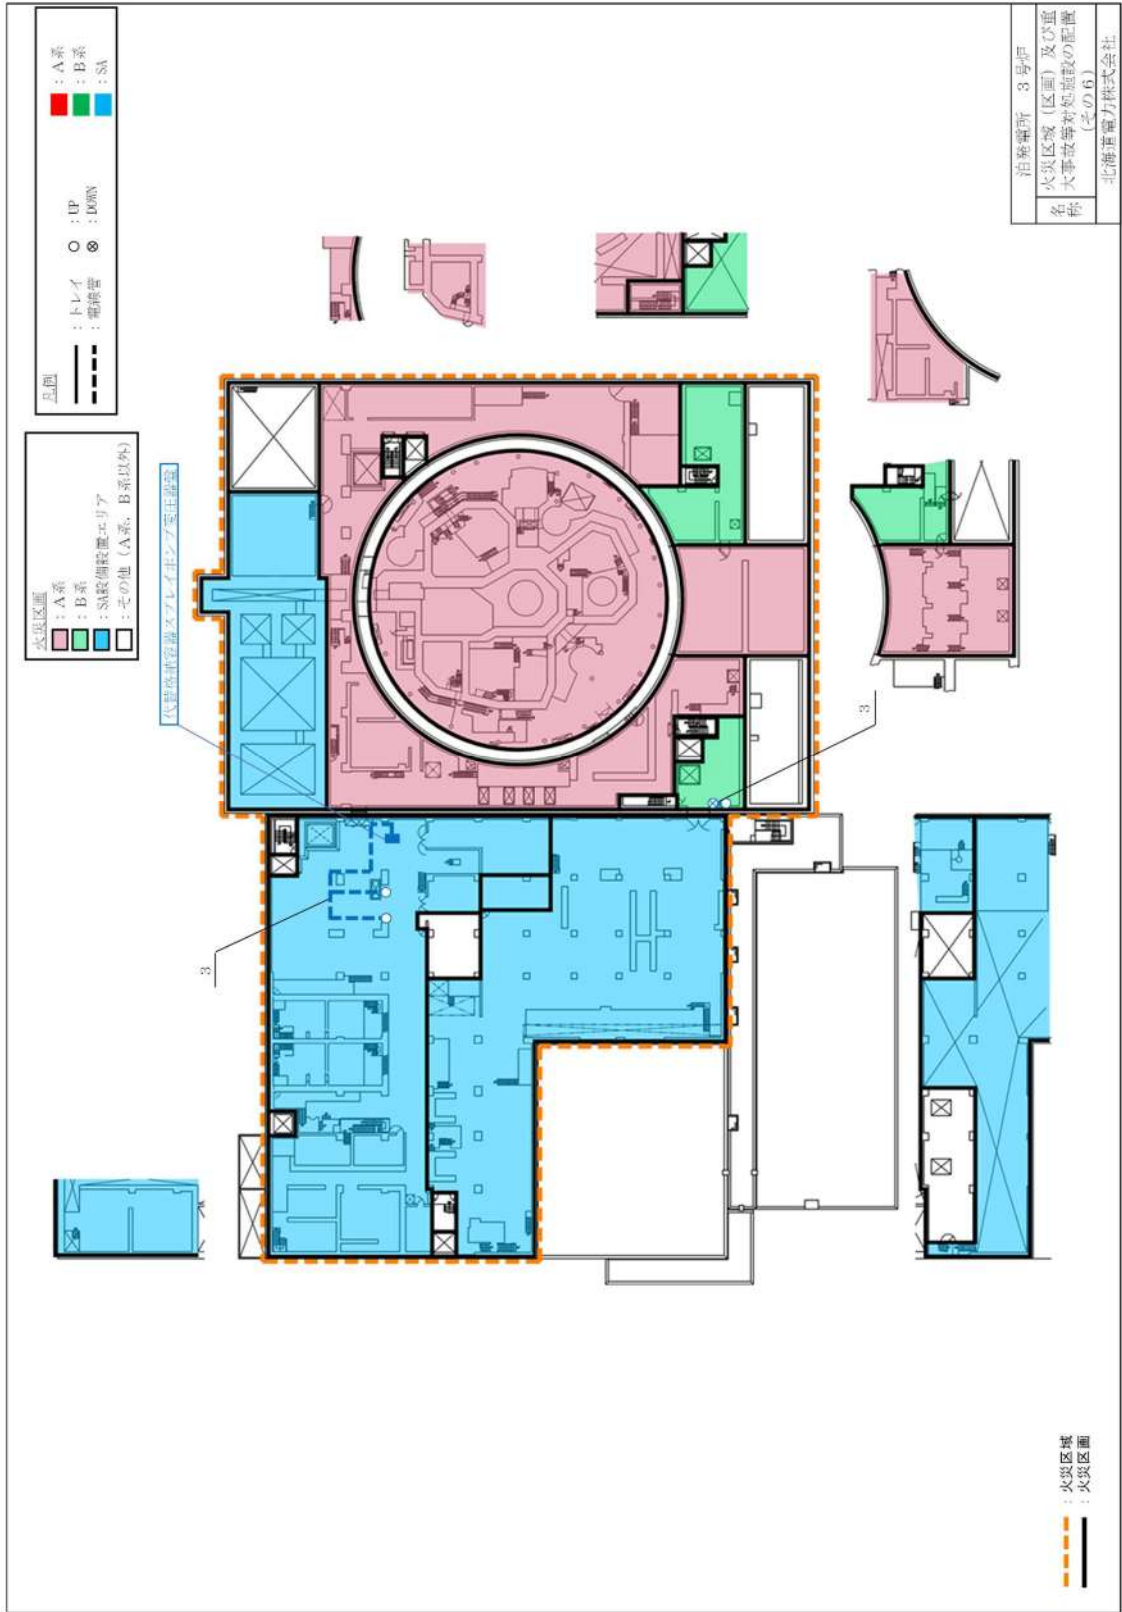 火災区画
：A系
：B系
：SA設備設置エリア
：その他（A系，B系以外）
凡例
：トレイ
：電線管
○：UP
⊗：DOWN
：A系
：B系
：SA
代替格納容器スプレイポンプ変圧器盤
3
3
：火災区域
：火災区画
泊発電所　3号炉
名称
火災区域（区画）及び重
大事故等対処施設の配置
（その6）
北海道電力株式会社